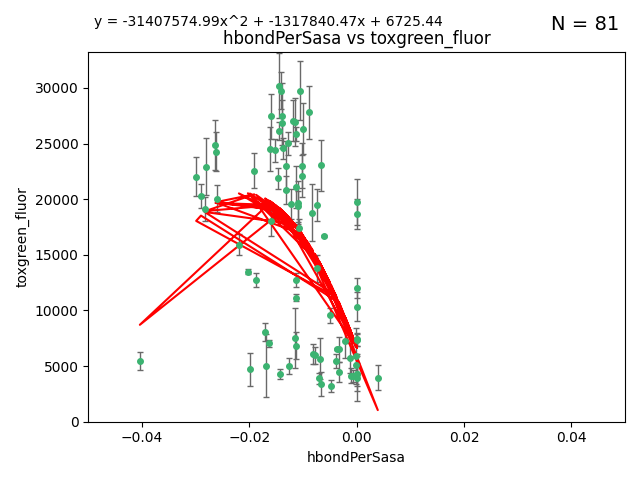 y = -31407574.99x^2 + -1317840.47x + 6725.44
N = 81
hbondPerSasa vs toxgreen_fluor
30000
25000
20000
15000
10000
5000
0
toxgreen_fluor
−0.04
−0.02
0.00
0.02
0.04
hbondPerSasa